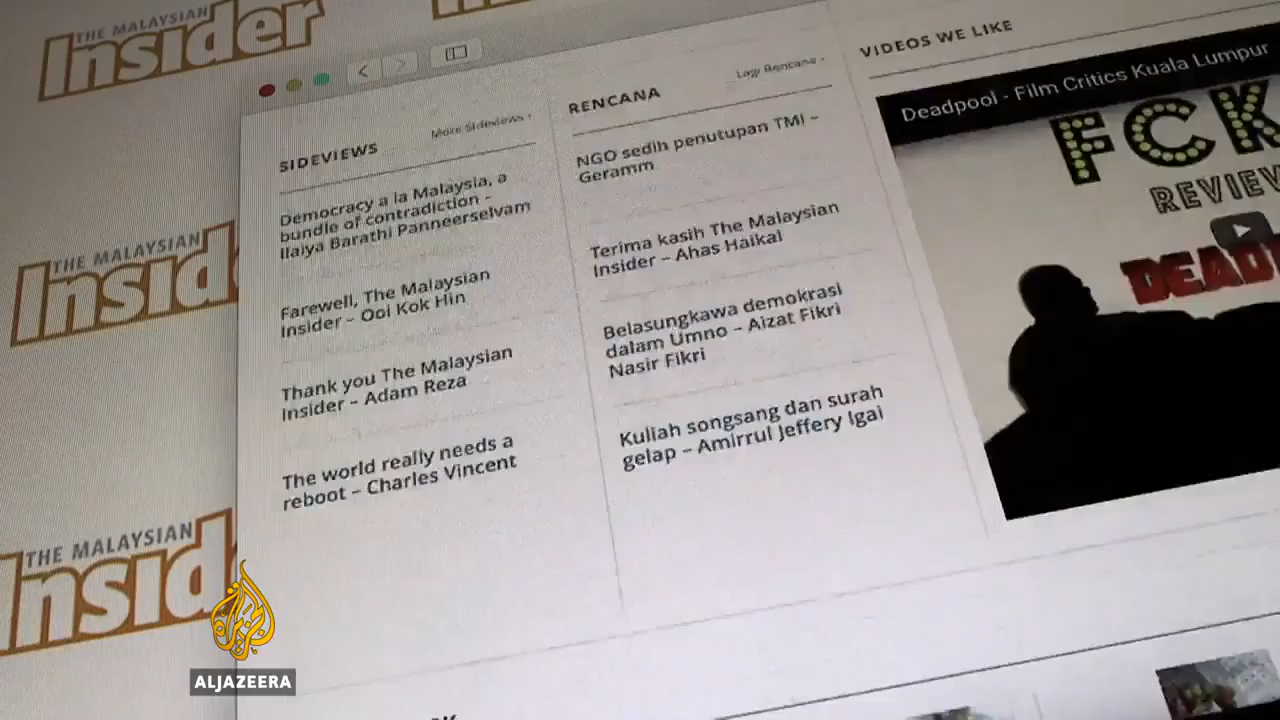 THE MALAYSIAN
Insider
THE MALAYSIAN
Insid
THE MALAYSIAN
Insider
SIDEVIEWS
More Sideviews ›
Democracy a la Malaysia, a
bundle of contradiction –
Ilaiya Barathi Panneerselvam
Farewell, The Malaysian
Insider – Ooi Kok Hin
Thank you The Malaysian
Insider – Adam Reza
The world really needs a
reboot – Charles Vincent
RENCANA
Lagi Rencana ›
NGO sedih penutupan TMI –
Geramm
Terima kasih The Malaysian
Insider – Ahas Haikal
Belasungkawa demokrasi
dalam Umno – Aizat Fikri
Nasir Fikri
Kuliah songsang dan surah
gelap – Amirrul Jeffery Igai
VIDEOS WE LIKE
Deadpool - Film Critics Kuala Lumpur
FCK
REVIEW
DEAD
الجزيرة
ALJAZEERA